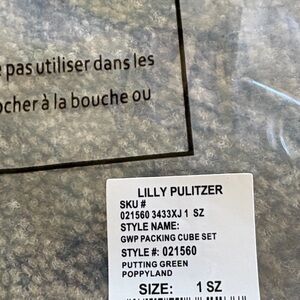 pas utiliser dans les
ocher à la bouche ou
LILLY PULITZER
SKU #
021560 3433XJ 1 SZ
STYLE NAME:
GWP PACKING CUBE SET
STYLE #: 021560
PUTTING GREEN
POPPYLAND
SIZE: 1 SZ